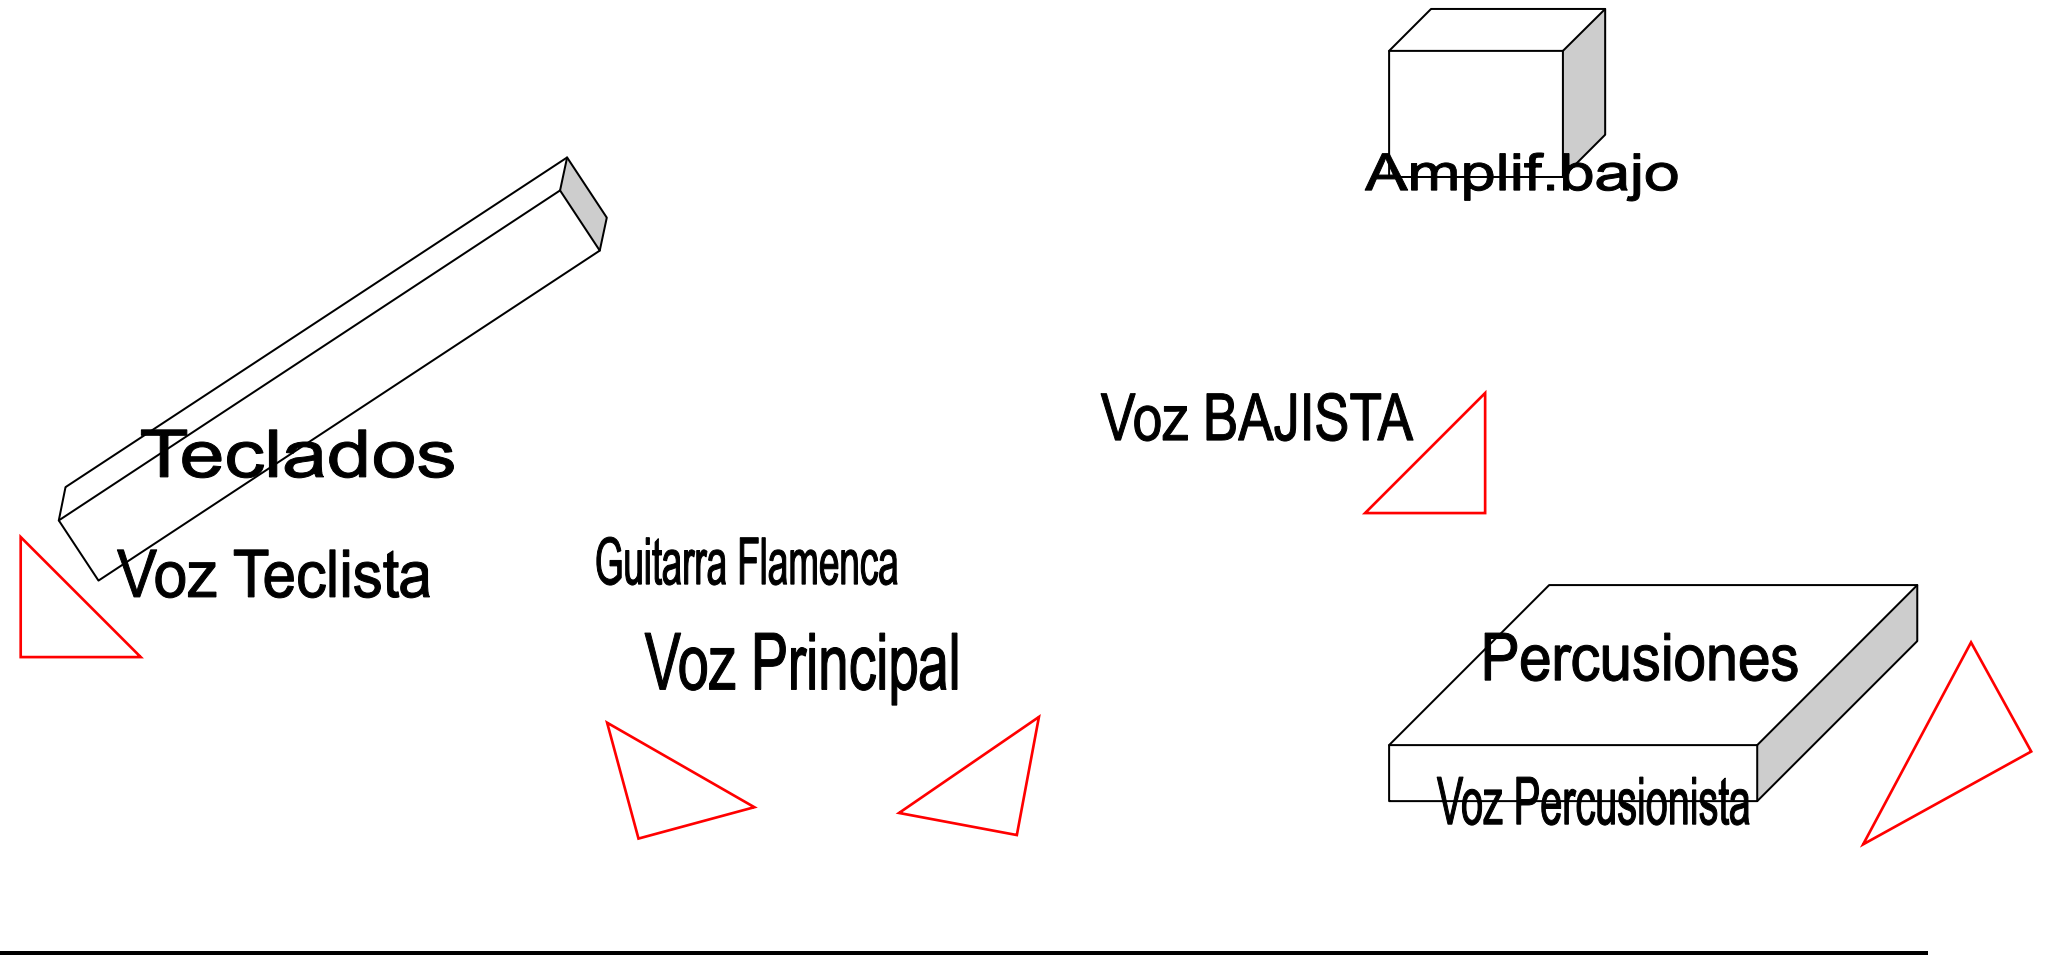 Amplif.bajo
Voz BAJISTA
Teclados
Voz Teclista
Guitarra Flamenca
Voz Principal
Percusiones
Voz Percusionista